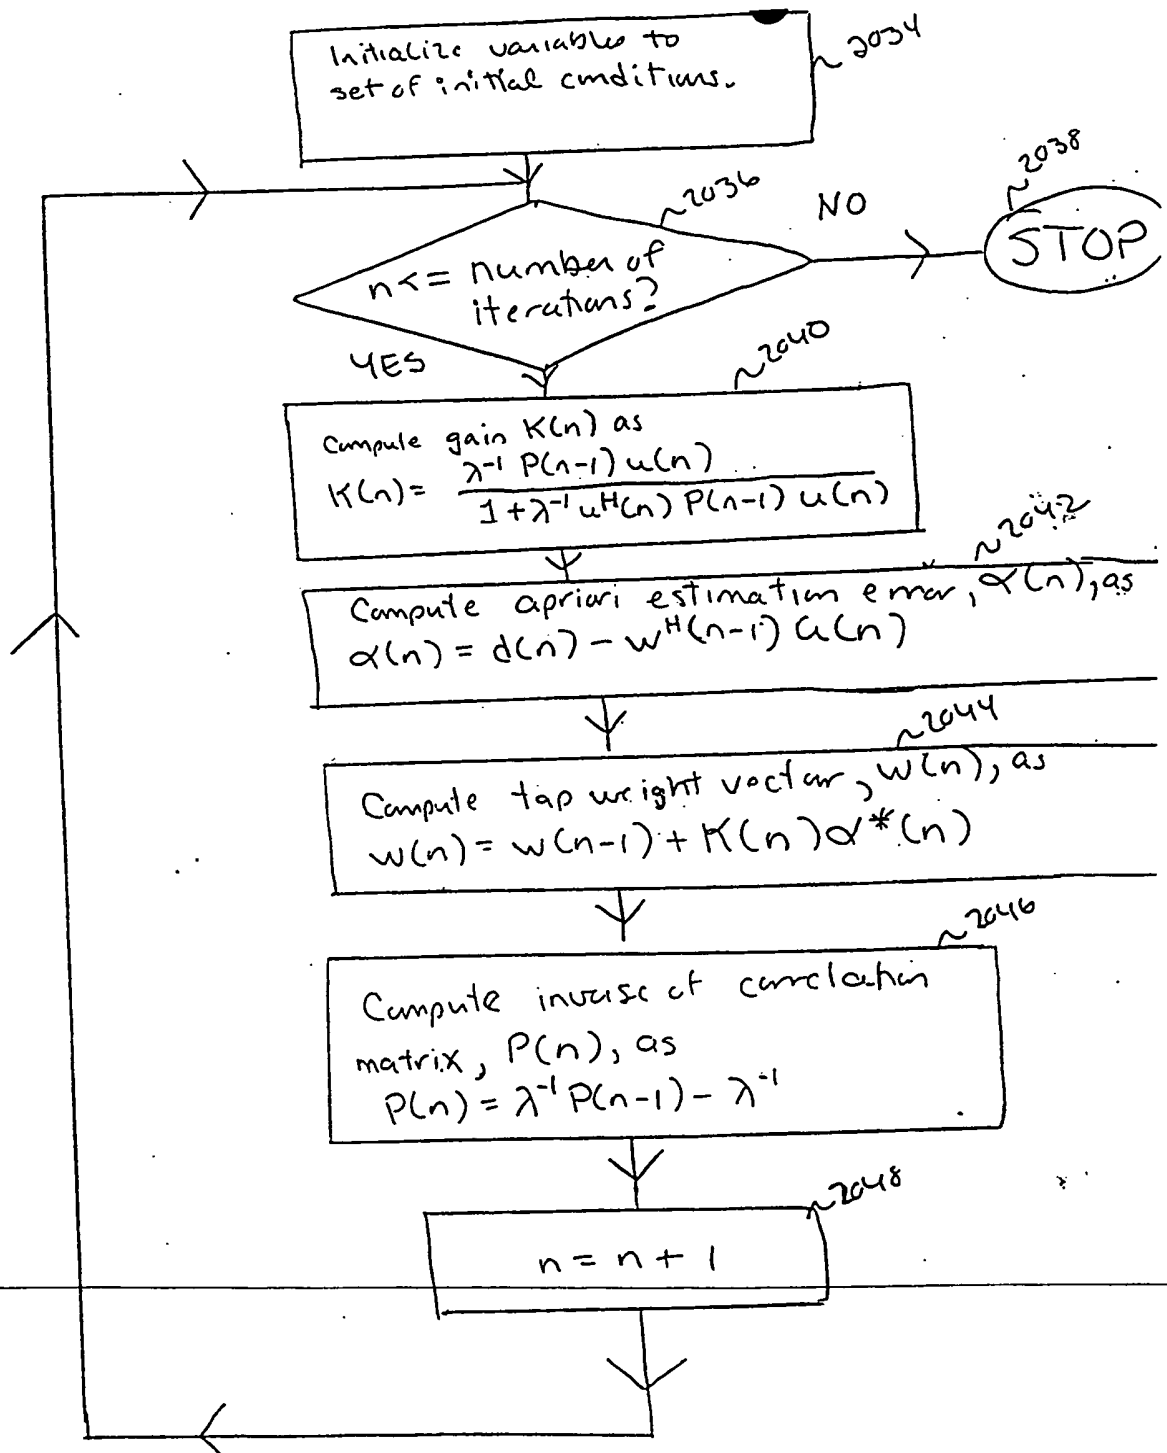 Initialize variables to
set of initial conditions.
2034
2036
NO
2038
STOP
n <= number of
iterations?
YES
2040
Compute gain K(n) as
K(n) = λ⁻¹ P(n-1) u(n)
1 + λ⁻¹ uᴴ(n) P(n-1) u(n)
2042
Compute apriori estimation error, α(n), as
α(n) = d(n) - wᴴ(n-1) u(n)
2044
Compute tap weight vector, w(n), as
w(n) = w(n-1) + K(n) α*(n)
2046
Compute inverse of correlation
matrix, P(n), as
P(n) = λ⁻¹ P(n-1) - λ⁻¹
2048
n = n + 1